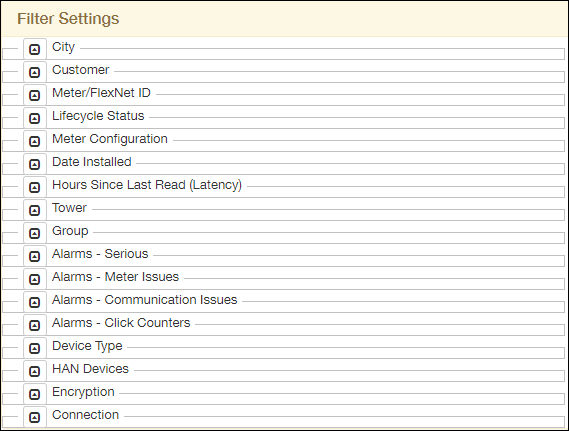 Filter Settings
City
Customer
Meter/FlexNet ID
Lifecycle Status
Meter Configuration
Date Installed
Hours Since Last Read (Latency)
Tower
Group
Alarms - Serious
Alarms - Meter Issues
Alarms - Communication Issues
Alarms - Click Counters
Device Type
HAN Devices
Encryption
Connection